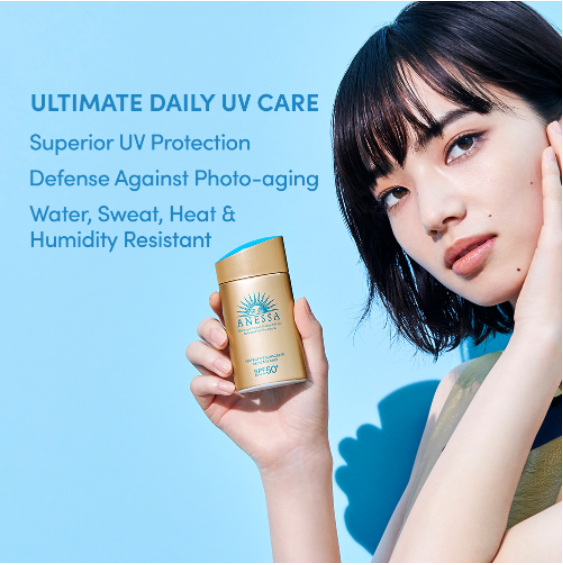 ULTIMATE DAILY UV CARE
Superior UV Protection
Defense Against Photo-aging
Water, Sweat, Heat &
Humidity Resistant
ANESSA
SPF50+